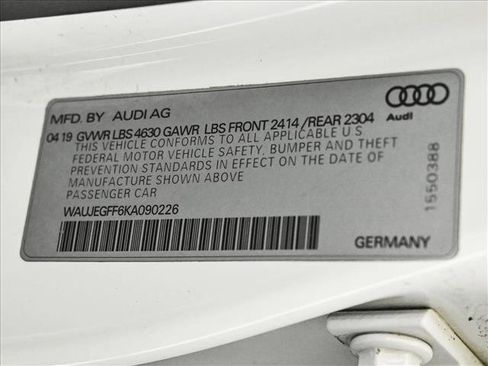 MFD. BY AUDI AG
04 19 GVWR LBS 4630 GAWR LBS FRONT 2414 / REAR 2304
THIS VEHICLE CONFORMS TO ALL APPLICABLE U S
FEDERAL MOTOR VEHICLE SAFETY, BUMPER AND THEFT
PREVENTION STANDARDS IN EFFECT ON THE DATE OF
MANUFACTURE SHOWN ABOVE
PASSENGER CAR
WAUJEGFF6KA090226
GERMANY
Audi
1550388